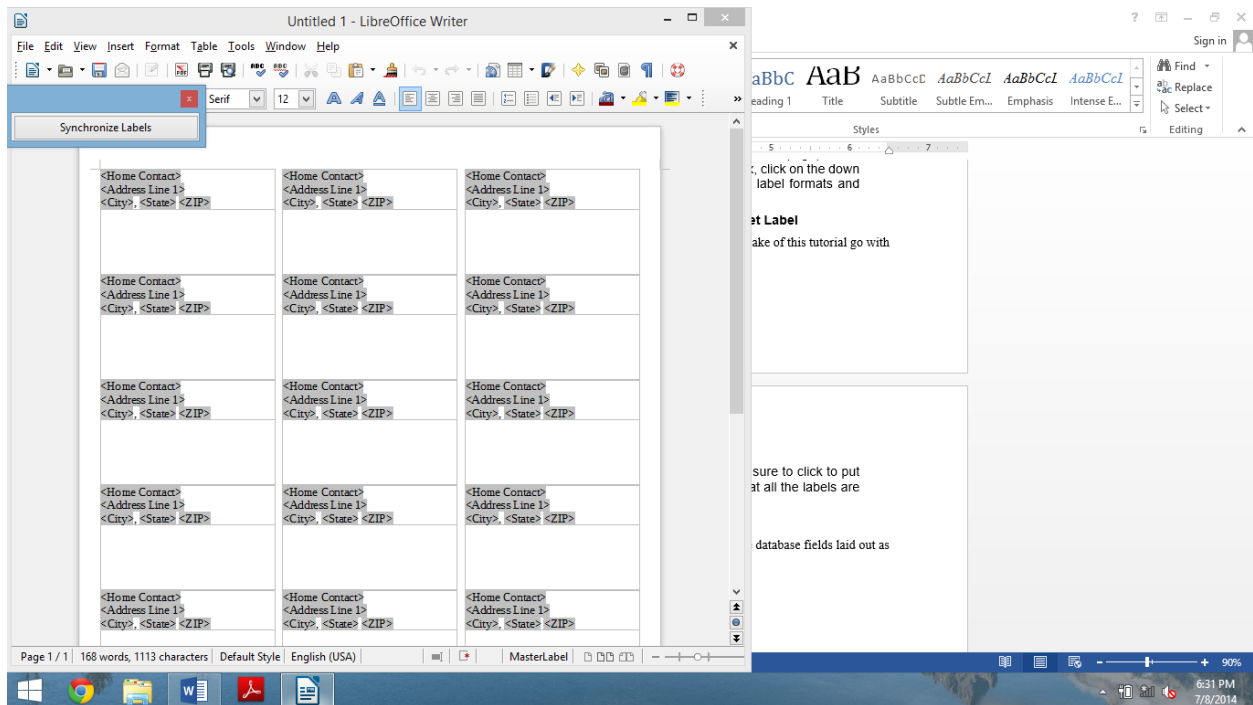 Untitled 1 - LibreOffice Writer
File Edit View Insert Format Table Tools Window Help
Serif 12
Synchronize Labels
<Home Contact> <Home Contact> <Home Contact>
<Address Line 1> <Address Line 1> <Address Line 1>
<City>, <State> <ZIP> <City>, <State> <ZIP> <City>, <State> <ZIP>
<Home Contact> <Home Contact> <Home Contact>
<Address Line 1> <Address Line 1> <Address Line 1>
<City>, <State> <ZIP> <City>, <State> <ZIP> <City>, <State> <ZIP>
<Home Contact> <Home Contact> <Home Contact>
<Address Line 1> <Address Line 1> <Address Line 1>
<City>, <State> <ZIP> <City>, <State> <ZIP> <City>, <State> <ZIP>
<Home Contact> <Home Contact> <Home Contact>
<Address Line 1> <Address Line 1> <Address Line 1>
<City>, <State> <ZIP> <City>, <State> <ZIP> <City>, <State> <ZIP>
<Home Contact> <Home Contact> <Home Contact>
<Address Line 1> <Address Line 1> <Address Line 1>
<City>, <State> <ZIP> <City>, <State> <ZIP> <City>, <State> <ZIP>
Page 1 / 1 168 words, 1113 characters Default Style English (USA) MasterLabel
Sign in
aBbC AaB AaBbCcD AaBbCcI AaBbCcI AaBbCcI
eading 1 Title Subtitle Subtle Em... Emphasis Intense E...
Find
Replace
Select
Styles Editing
5 6 7
, click on the down
label formats and
et Label
ake of this tutorial go with
sure to click to put
at all the labels are
database fields laid out as
90%
6:31 PM
7/8/2014